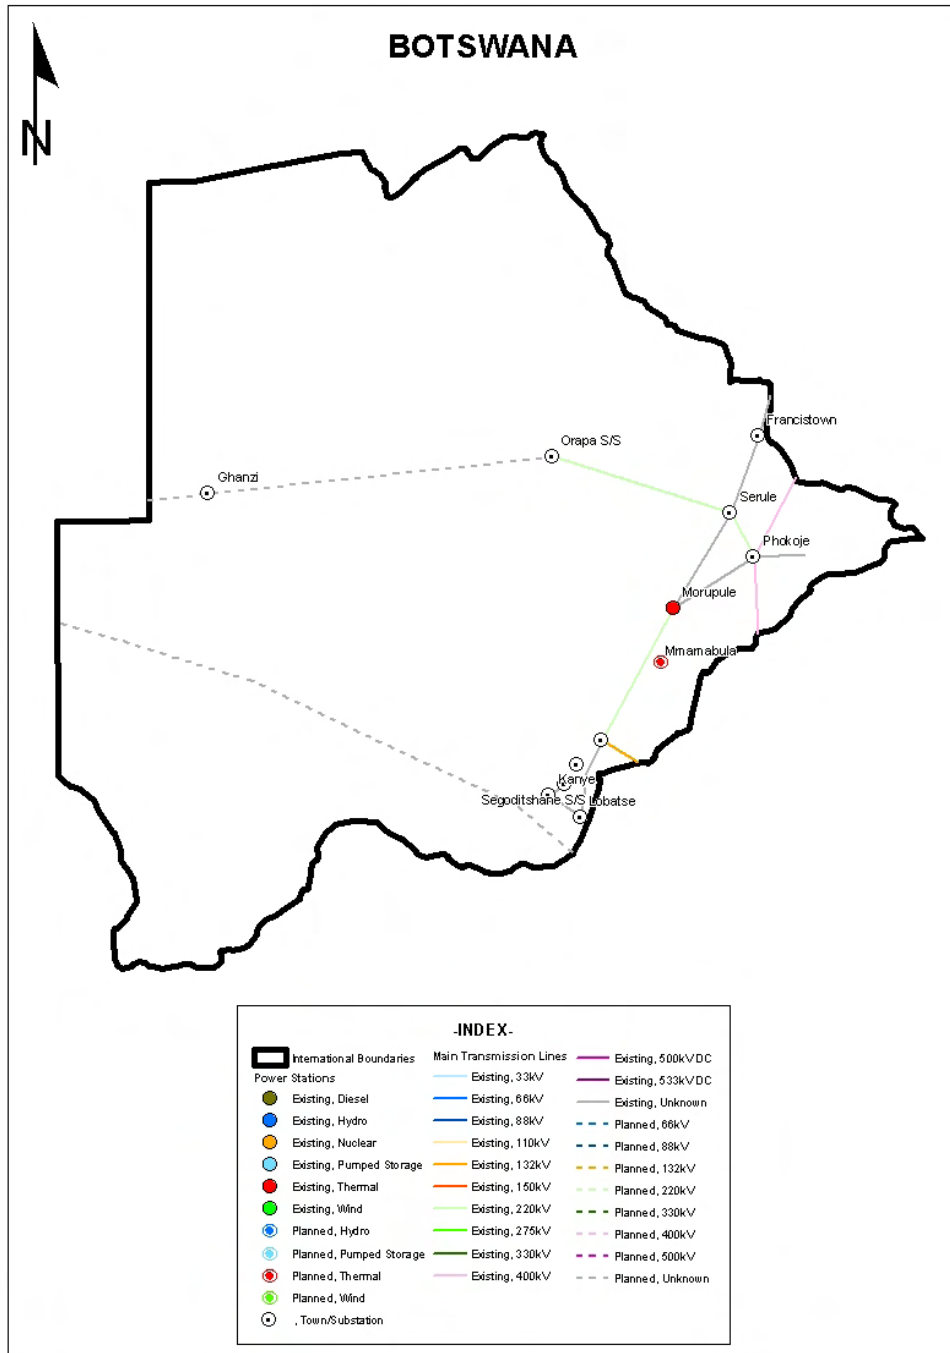 BOTSWANA
N
Francistown
Orapa S/S
Ghanzi
Serule
Phokoje
Morupule
Mmamabula
Kanye
Segoditshane S/S Lobatse
-INDEX-
International Boundaries
Power Stations
Existing, Diesel
Existing, Hydro
Existing, Nuclear
Existing, Pumped Storage
Existing, Thermal
Existing, Wind
Planned, Hydro
Planned, Pumped Storage
Planned, Thermal
Planned, Wind
, Town/Substation
Main Transmission Lines
Existing, 33kV
Existing, 66kV
Existing, 88kV
Existing, 110kV
Existing, 132kV
Existing, 150kV
Existing, 220kV
Existing, 275kV
Existing, 330kV
Existing, 400kV
Existing, 500kV DC
Existing, 533kV DC
Existing, Unknown
Planned, 66kV
Planned, 88kV
Planned, 132kV
Planned, 220kV
Planned, 330kV
Planned, 400kV
Planned, 500kV
Planned, Unknown